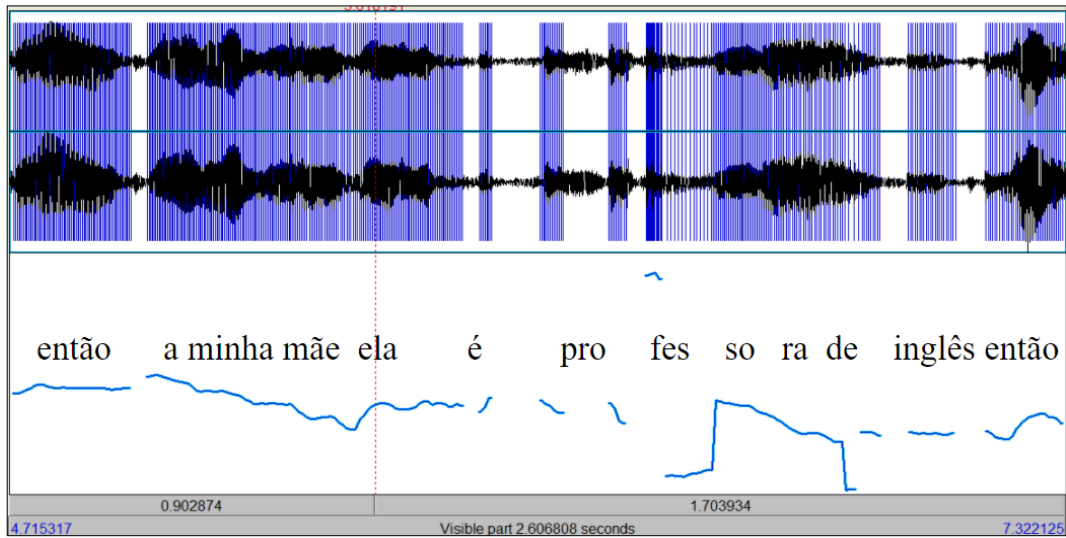 então a minha mãe ela é pro fes so ra de inglês então
0.902874 1.703934
4.715317 Visible part 2.606808 seconds 7.322125